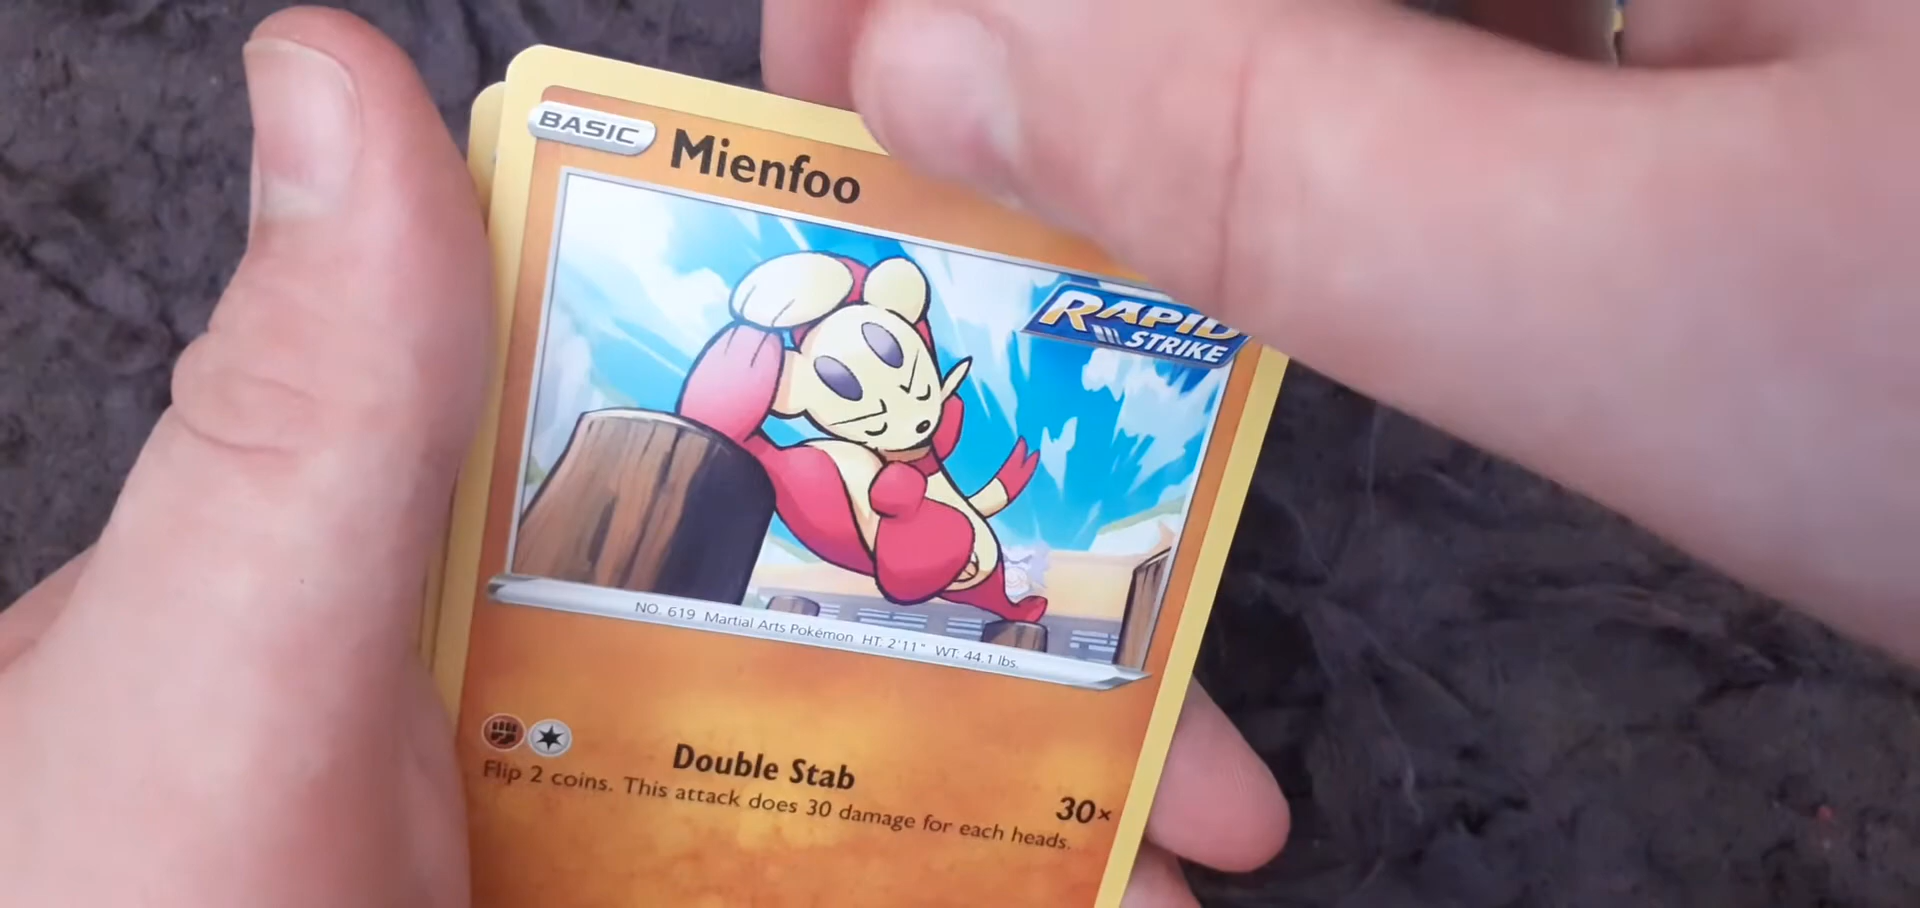 BASIC
Mienfoo
RAPID
STRIKE
NO. 619 Martial Arts Pokémon HT: 2'11" WT: 44.1 lbs.
Double Stab
30×
Flip 2 coins. This attack does 30 damage for each heads.